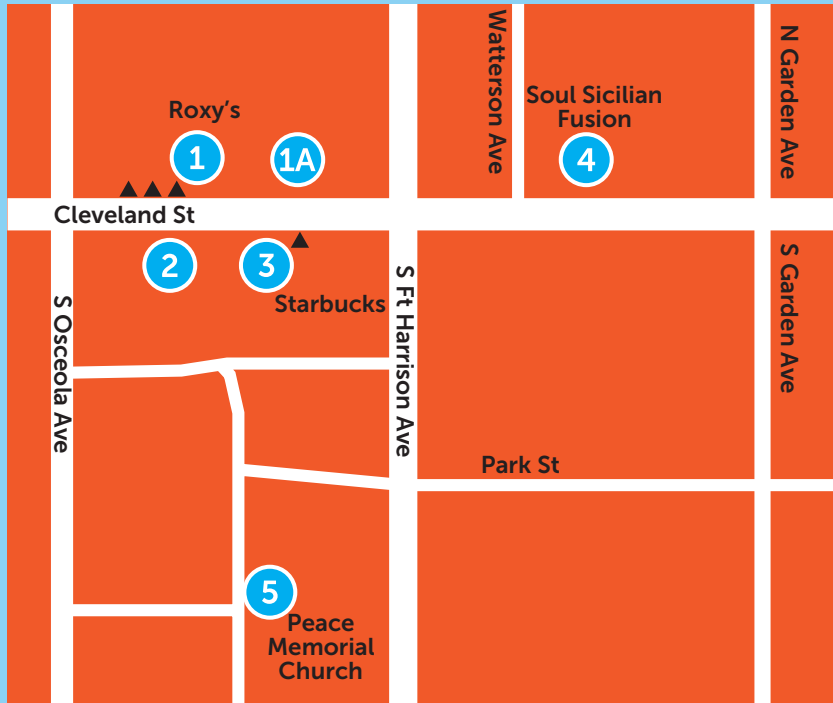 Watterson Ave
N Garden Ave
Roxy's
Soul Sicilian
Fusion
1
1A
4
Cleveland St
2
3
Starbucks
S Osceola Ave
S Ft Harrison Ave
S Garden Ave
Park St
5
Peace
Memorial
Church